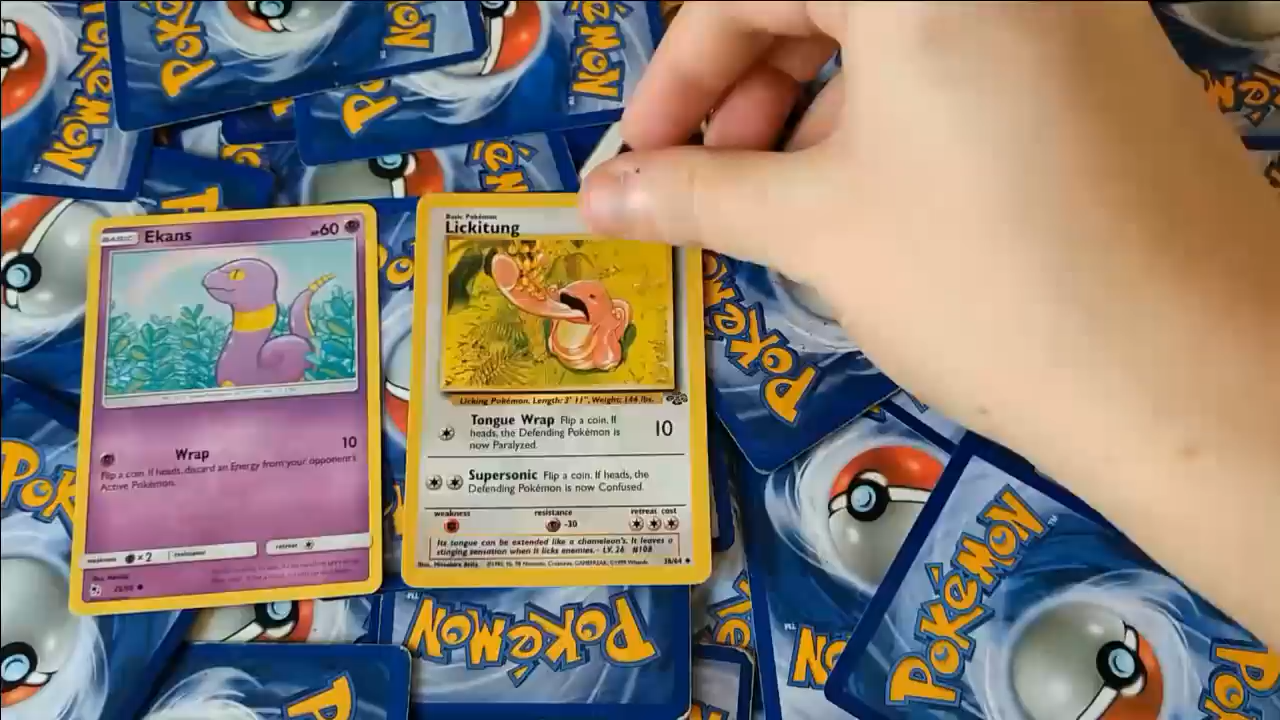 POKéMON
POKéMON
POKéMON
POKéMON
BASIC Ekans HP60
Wrap 10
Flip a coin. If heads, discard an Energy from your opponent's
Active Pokémon.
weakness ×2 resistance retreat
Basic Pokémon
Lickitung
Licking Pokémon. Length: 3' 11", Weight: 144 lbs.
Tongue Wrap Flip a coin. If
heads, the Defending Pokémon is
now Paralyzed.
10
Supersonic Flip a coin. If heads, the
Defending Pokémon is now Confused.
weakness resistance retreat cost
-30
Its tongue can be extended like a chameleon's. It leaves a
stinging sensation when it licks enemies. LV. 26 #108
38/64
POKéMON
POKéMON
POKéMON